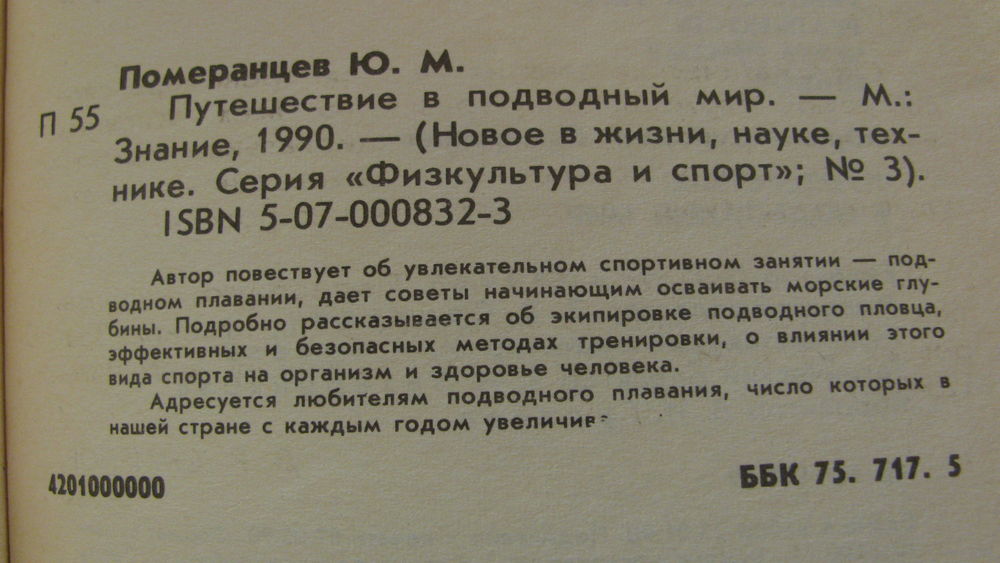 Померанцев Ю. М.
П 55
Путешествие в подводный мир. — М.:
Знание, 1990. — (Новое в жизни, науке, тех-
нике. Серия «Физкультура и спорт»; № 3).
ISBN 5-07-000832-3
Автор повествует об увлекательном спортивном занятии — под-
водном плавании, дает советы начинающим осваивать морские глу-
бины. Подробно рассказывается об экипировке подводного пловца,
эффективных и безопасных методах тренировки, о влиянии этого
вида спорта на организм и здоровье человека.
Адресуется любителям подводного плавания, число которых в
нашей стране с каждым годом
4201000000
ББК 75. 717. 5